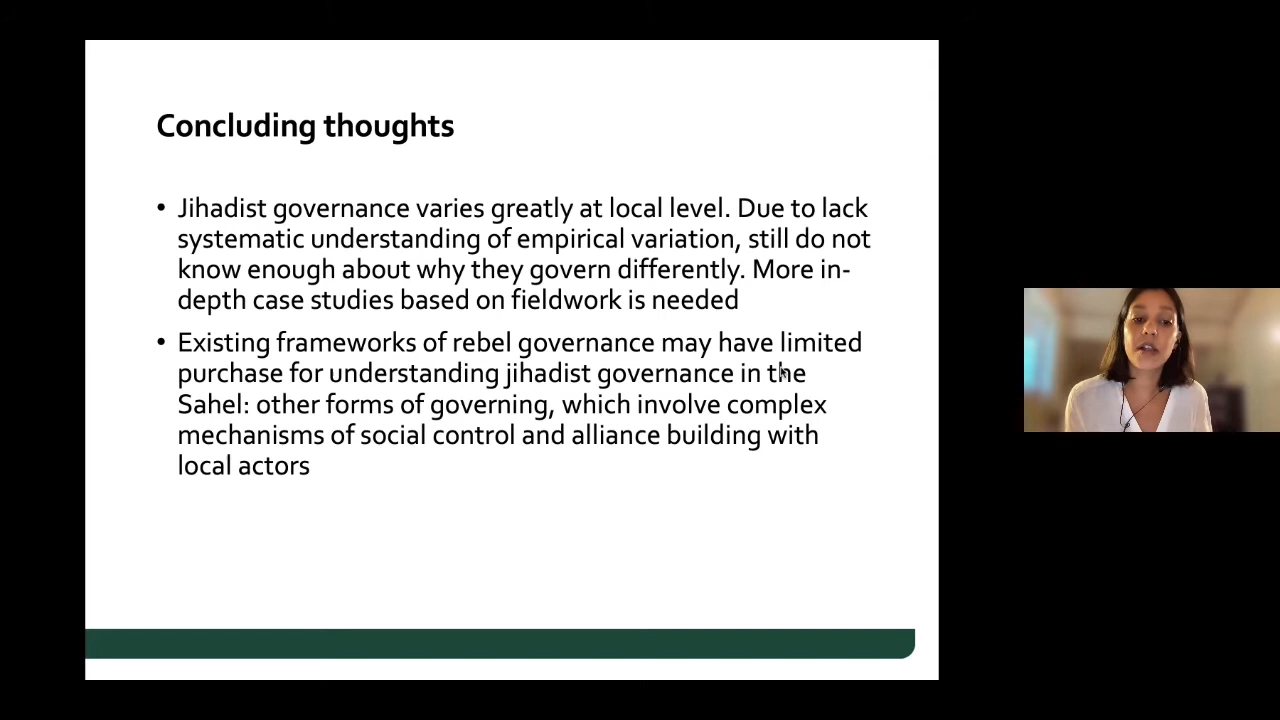 Concluding thoughts
• Jihadist governance varies greatly at local level. Due to lack
systematic understanding of empirical variation, still do not
know enough about why they govern differently. More in-
depth case studies based on fieldwork is needed
• Existing frameworks of rebel governance may have limited
purchase for understanding jihadist governance in the
Sahel: other forms of governing, which involve complex
mechanisms of social control and alliance building with
local actors